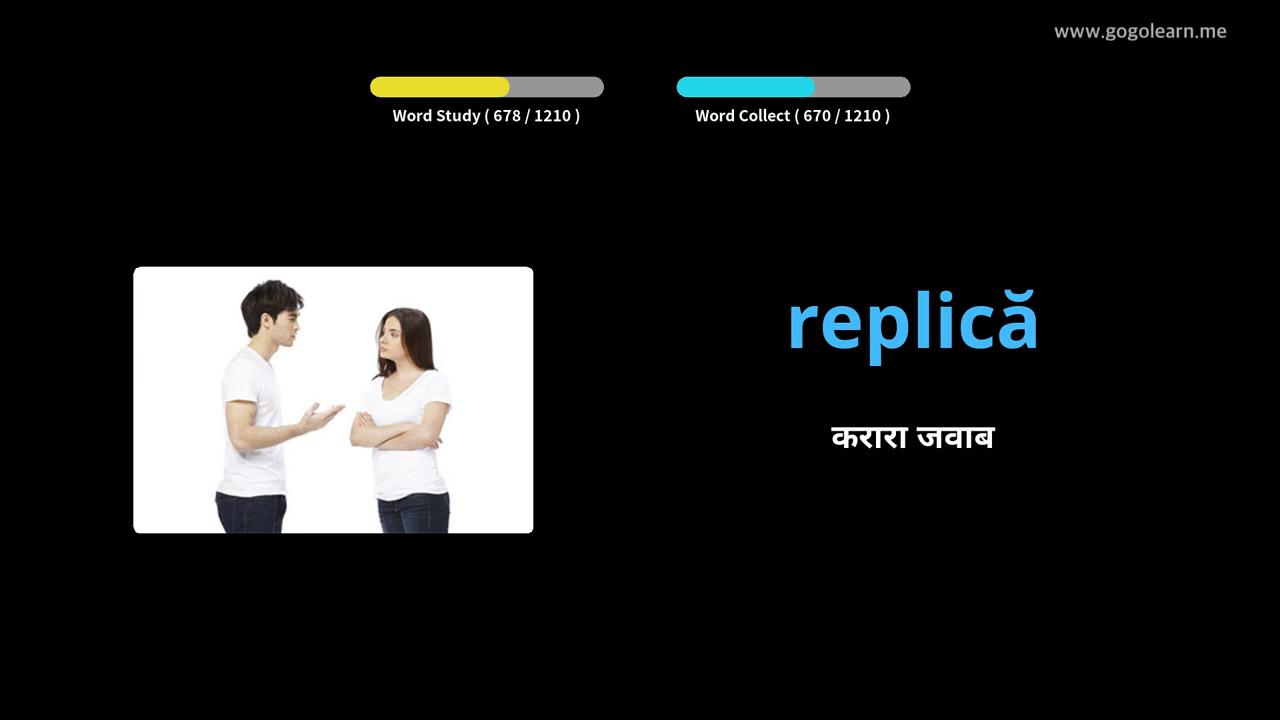 www.gogolearn.me
Word Study ( 678 / 1210 )
Word Collect ( 670 / 1210 )
replică
करारा जवाब